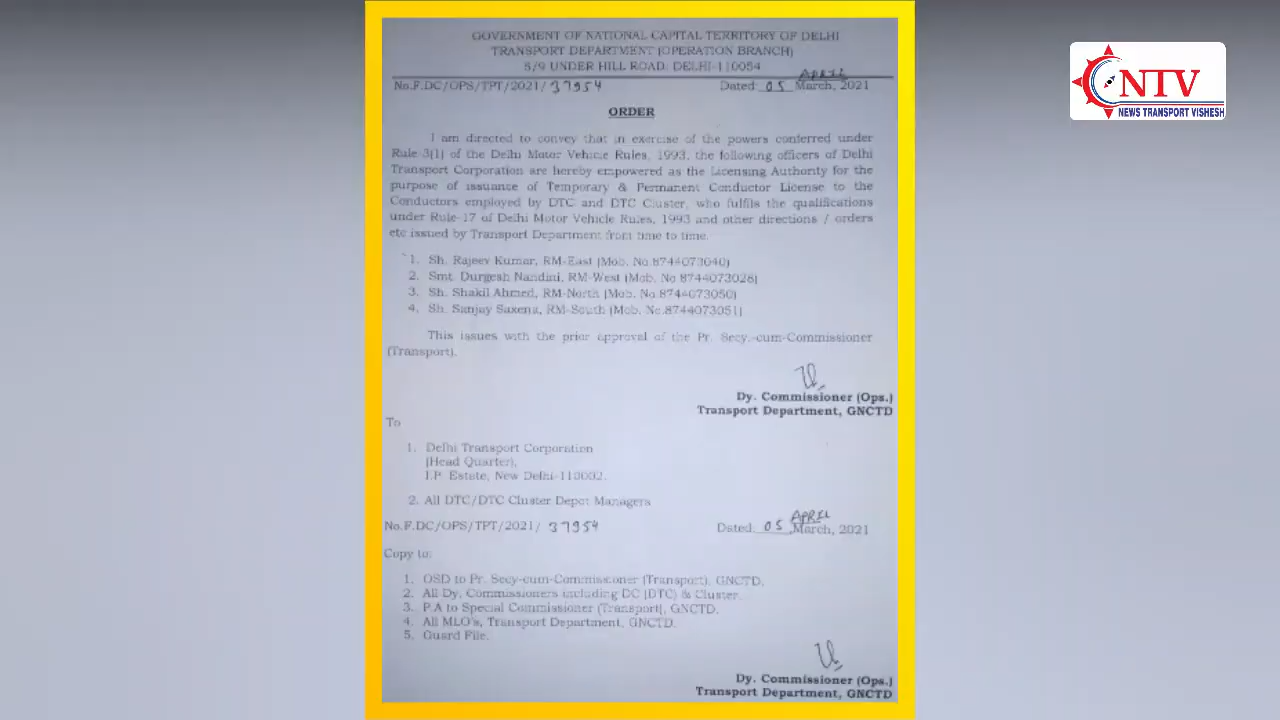 GOVERNMENT OF NATIONAL CAPITAL TERRITORY OF DELHI
TRANSPORT DEPARTMENT (OPERATION BRANCH)
5/9 UNDER HILL ROAD: DELHI-110054
No.F.DC/OPS/TPT/2021/ 37954
APRIL
Dated: 05 March, 2021
ORDER
I am directed to convey that in exercise of the powers conferred under
Rule-3(1) of the Delhi Motor Vehicle Rules, 1993, the following officers of Delhi
Transport Corporation are hereby empowered as the Licensing Authority for the
purpose of issuance of Temporary & Permanent Conductor License to the
Conductors employed by DTC and DTC Cluster, who fulfils the qualifications
under Rule-17 of Delhi Motor Vehicle Rules, 1993 and other directions / orders
etc issued by Transport Department from time to time.
1. Sh. Rajeev Kumar, RM-East (Mob. No.8744073040)
2. Smt. Durgesh Nandini, RM-West (Mob. No.8744073028)
3. Sh. Shakil Ahmed, RM-North (Mob. No.8744073050)
4. Sh. Sanjay Saxena, RM-South (Mob. No.8744073051)
This issues with the prior approval of the Pr. Secy.-cum-Commissioner
(Transport).
Dy. Commissioner (Ops.)
Transport Department, GNCTD
To
1. Delhi Transport Corporation
(Head Quarter),
I.P. Estate, New Delhi-110002.
2. All DTC/DTC Cluster Depot Managers
No.F.DC/OPS/TPT/2021/ 37954
APRIL
Dated: 05 March, 2021
Copy to:
1. OSD to Pr. Secy-cum-Commissioner (Transport), GNCTD.
2. All Dy. Commissioners including DC (DTC) & Cluster.
3. P.A to Special Commissioner (Transport), GNCTD.
4. All MLO's, Transport Department, GNCTD.
5. Guard File.
Dy. Commissioner (Ops.)
Transport Department, GNCTD
CNTV
NEWS TRANSPORT VISHESH